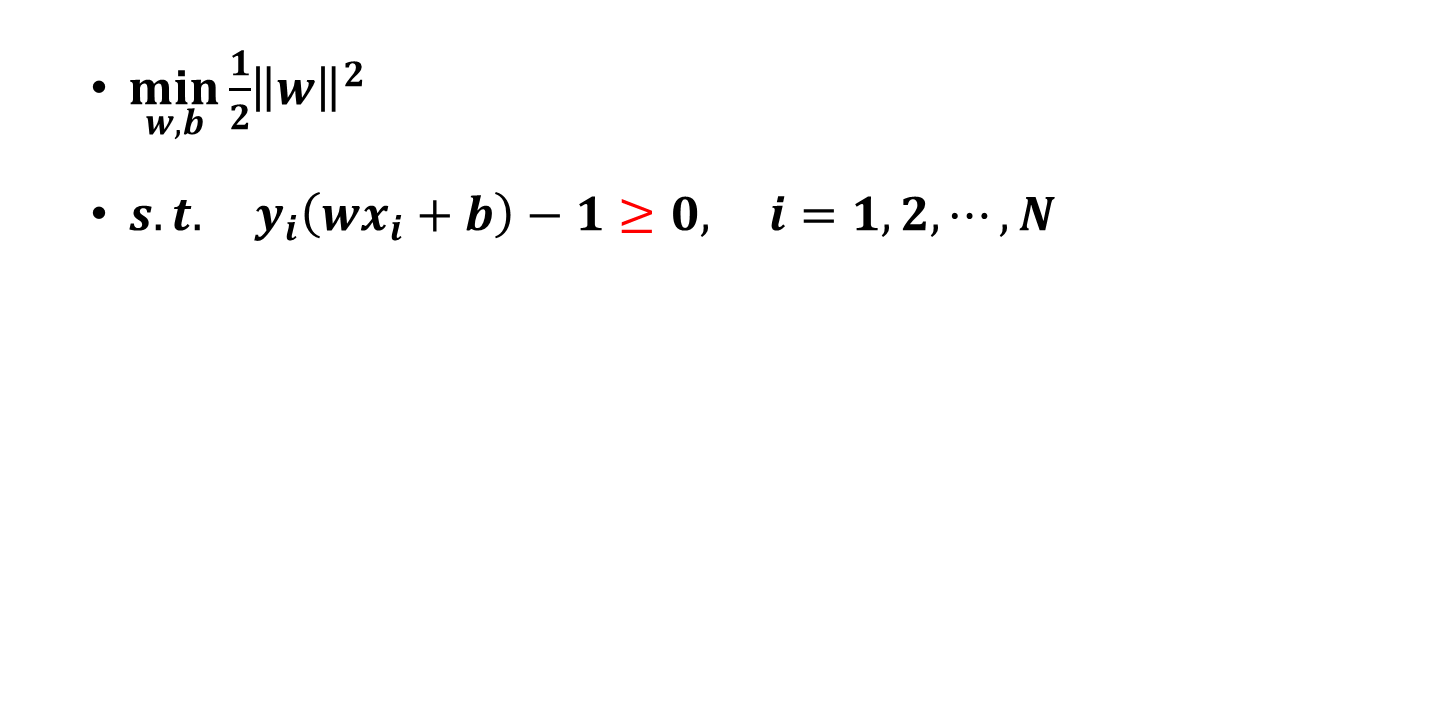 • min_{w,b} 1/2 ‖w‖²
• s.t. y_i(wx_i + b) − 1 ≥ 0, i = 1, 2, ⋯, N